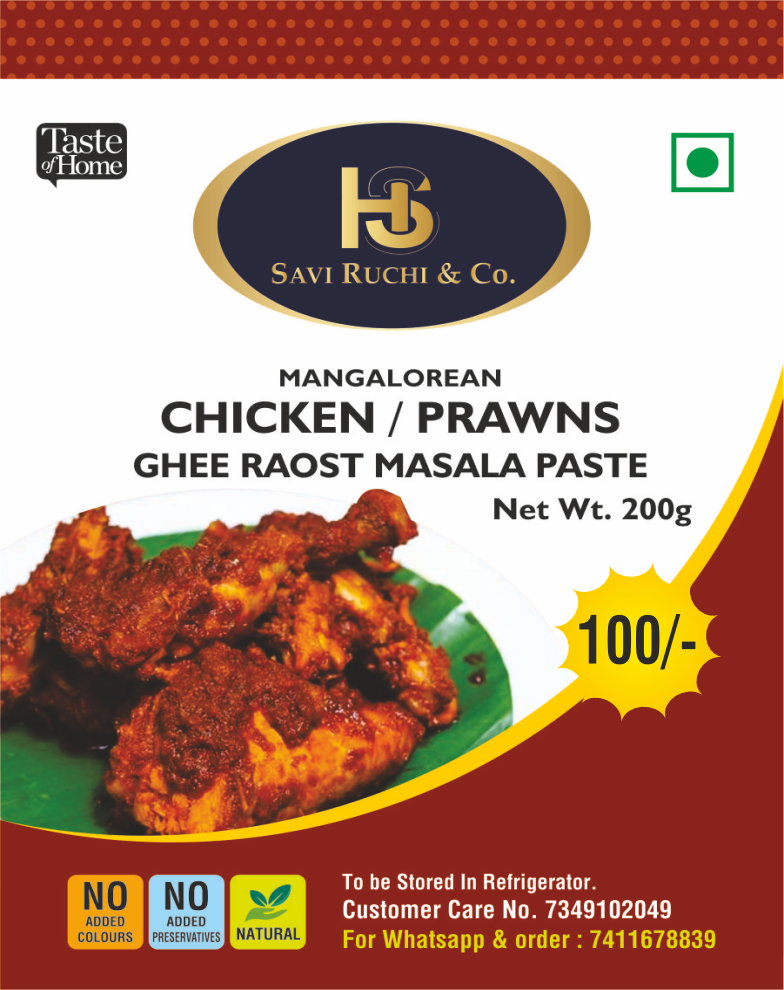 Taste
of Home
HSC
SAVI RUCHI & CO.
MANGALOREAN
CHICKEN / PRAWNS
GHEE RAOST MASALA PASTE
Net Wt. 200g
100/-
NO
ADDED
COLOURS
NO
ADDED
PRESERVATIVES
NATURAL
To be Stored In Refrigerator.
Customer Care No. 7349102049
For Whatsapp & order : 7411678839